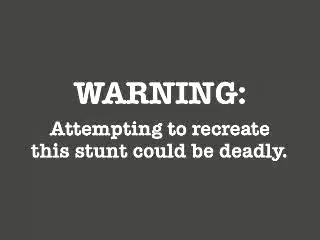 WARNING:
Attempting to recreate
this stunt could be deadly.